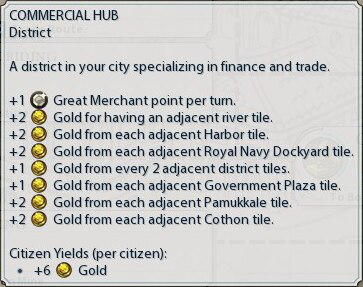 COMMERCIAL HUB
District
A district in your city specializing in finance and trade.
+1 Great Merchant point per turn.
+2 Gold for having an adjacent river tile.
+2 Gold from each adjacent Harbor tile.
+2 Gold from each adjacent Royal Navy Dockyard tile.
+1 Gold from every 2 adjacent district tiles.
+1 Gold from each adjacent Government Plaza tile.
+2 Gold from each adjacent Pamukkale tile.
+2 Gold from each adjacent Cothon tile.
Citizen Yields (per citizen):
• +6 Gold